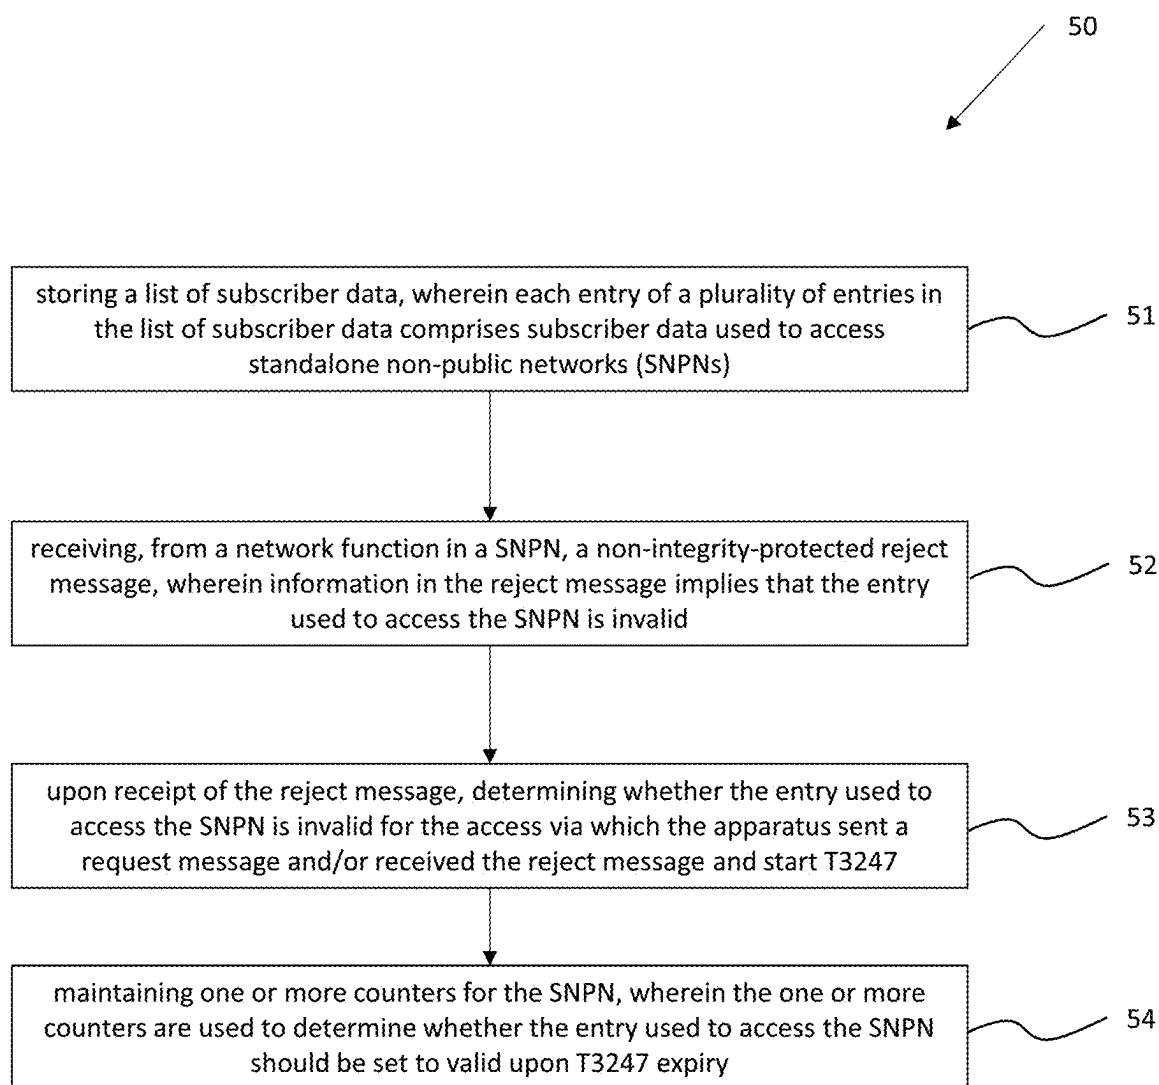 50
storing a list of subscriber data, wherein each entry of a plurality of entries in
the list of subscriber data comprises subscriber data used to access
standalone non-public networks (SNPNs)
51
receiving, from a network function in a SNPN, a non-integrity-protected reject
message, wherein information in the reject message implies that the entry
used to access the SNPN is invalid
52
upon receipt of the reject message, determining whether the entry used to
access the SNPN is invalid for the access via which the apparatus sent a
request message and/or received the reject message and start T3247
53
maintaining one or more counters for the SNPN, wherein the one or more
counters are used to determine whether the entry used to access the SNPN
should be set to valid upon T3247 expiry
54